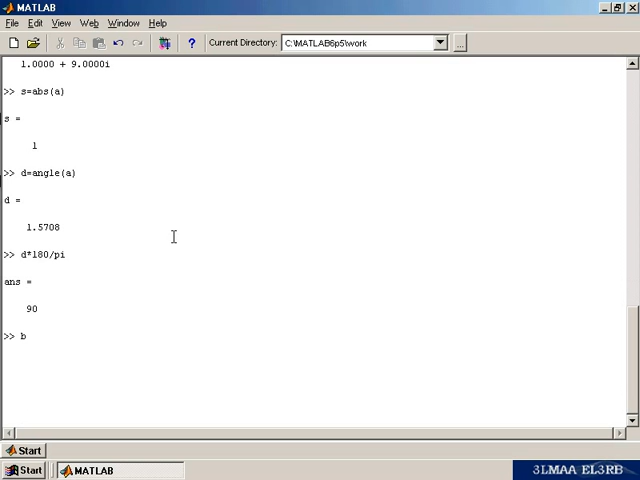 MATLAB
File Edit View Web Window Help
? Current Directory: C:\MATLAB6p5\work ...
1.0000 + 9.0000i
>> s=abs(a)
s =
1
>> d=angle(a)
d =
1.5708
>> d*180/pi
ans =
90
>> b
Start
Start MATLAB 3LMAA EL3RB